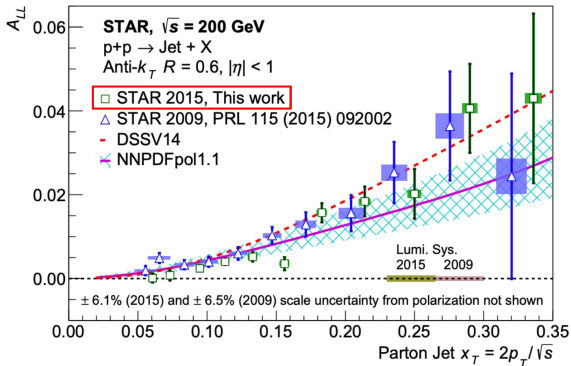 A_LL
0.06
0.04
0.02
0.00
STAR, √s = 200 GeV
p+p → Jet + X
Anti-k_T R = 0.6, |η| < 1
STAR 2015, This work
STAR 2009, PRL 115 (2015) 092002
DSSV14
NNPDFpol1.1
Lumi. Sys.
2015 2009
± 6.1% (2015) and ± 6.5% (2009) scale uncertainty from polarization not shown
0.00 0.05 0.10 0.15 0.20 0.25 0.30 0.35
Parton Jet x_T = 2p_T/√s